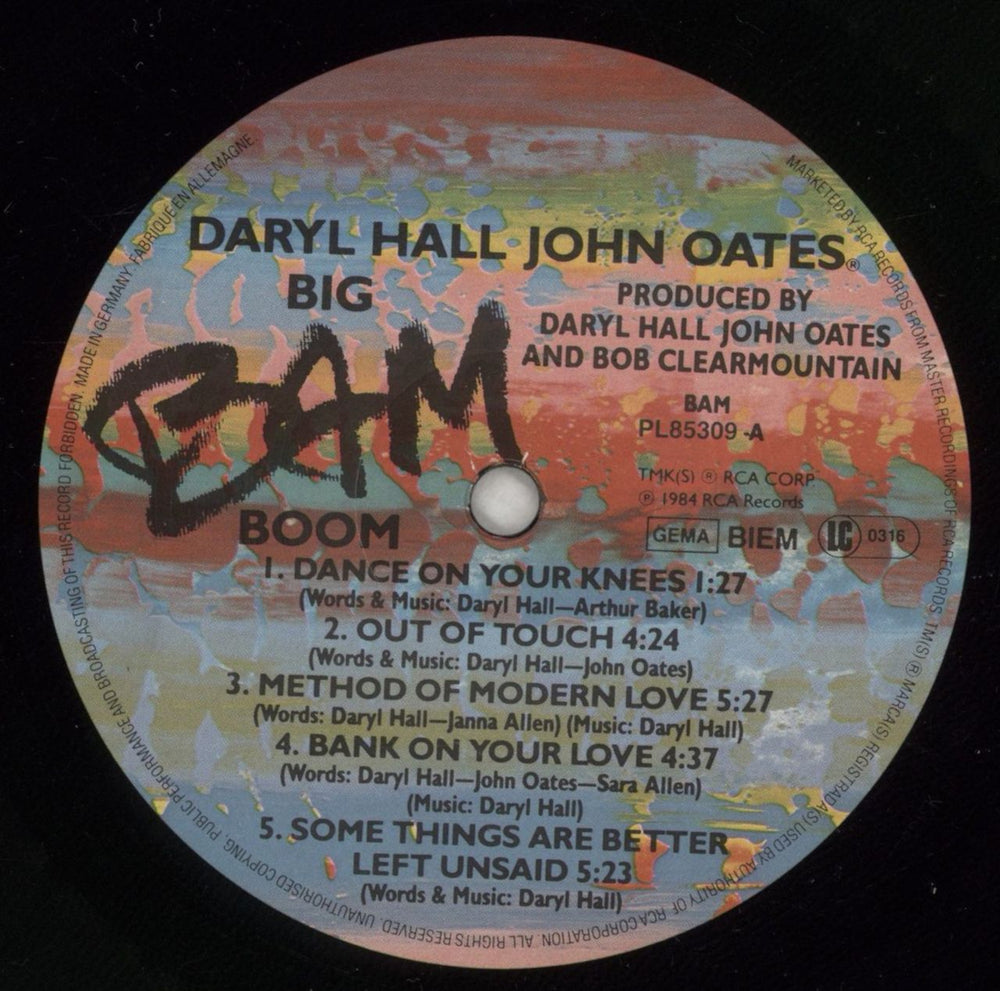 DARYL HALL JOHN OATES®
BIG
BAM
BOOM
PRODUCED BY
DARYL HALL JOHN OATES
AND BOB CLEARMOUNTAIN
BAM
PL85309-A
TMK(S) ® RCA CORP
℗ 1984 RCA Records
GEMA BIEM LC 0316
1. DANCE ON YOUR KNEES 1:27
(Words & Music: Daryl Hall—Arthur Baker)
2. OUT OF TOUCH 4:24
(Words & Music: Daryl Hall—John Oates)
3. METHOD OF MODERN LOVE 5:27
(Words: Daryl Hall—Janna Allen) (Music: Daryl Hall)
4. BANK ON YOUR LOVE 4:37
(Words: Daryl Hall—John Oates—Sara Allen)
(Music: Daryl Hall)
5. SOME THINGS ARE BETTER
LEFT UNSAID 5:23
(Words & Music: Daryl Hall)
MARKETED BY RCA RECORDS FROM MASTER RECORDINGS OF RCA RECORDS. TM(S) ® MARCA(S) REGISTRADA(S) USED BY AUTHORITY OF RCA CORPORATION. ALL RIGHTS RESERVED. UNAUTHORISED COPYING, PUBLIC PERFORMANCE AND BROADCASTING OF THIS RECORD FORBIDDEN. MADE IN GERMANY. FABRIQUE EN ALLEMAGNE